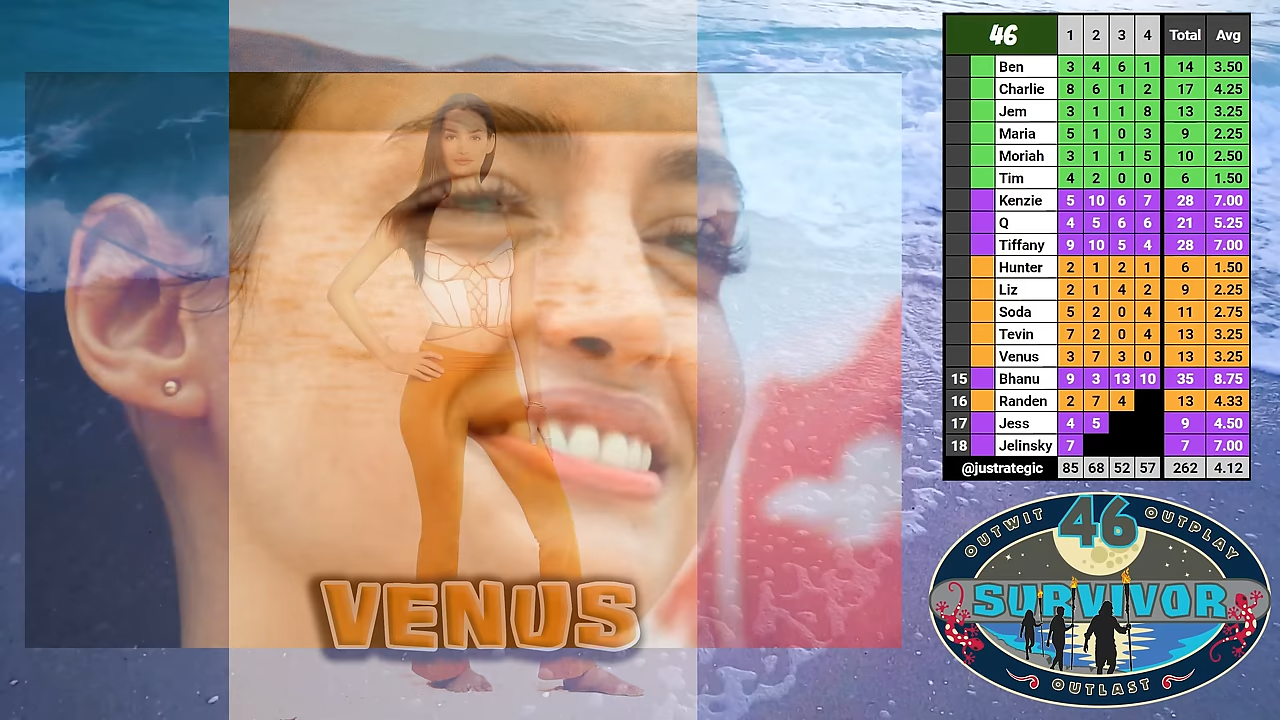 46 1 2 3 4 Total Avg
Ben 3 4 6 1 14 3.50
Charlie 8 6 1 2 17 4.25
Jem 3 1 1 8 13 3.25
Maria 5 1 0 3 9 2.25
Moriah 3 1 1 5 10 2.50
Tim 4 2 0 0 6 1.50
Kenzie 5 10 6 7 28 7.00
Q 4 5 6 6 21 5.25
Tiffany 9 10 5 4 28 7.00
Hunter 2 1 2 1 6 1.50
Liz 2 1 4 2 9 2.25
Soda 5 2 0 4 11 2.75
Tevin 7 2 0 4 13 3.25
Venus 3 7 3 0 13 3.25
15 Bhanu 9 3 13 10 35 8.75
16 Randen 2 7 4 13 4.33
17 Jess 4 5 9 4.50
18 Jelinsky 7 7 7.00
@justrategic 85 68 52 57 262 4.12
VENUS
46
OUTWIT OUTPLAY
SURVIVOR
OUTLAST